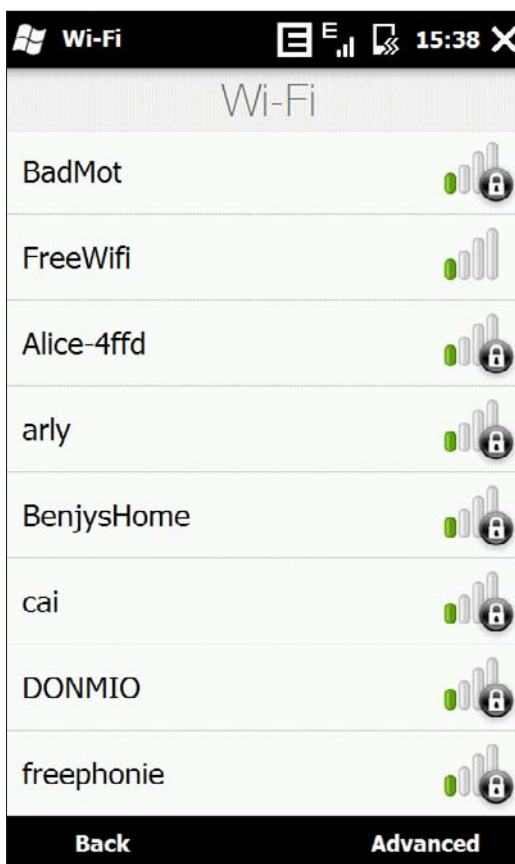 Wi-Fi E E 15:38
Wi-Fi
BadMot
FreeWifi
Alice-4ffd
arly
BenjysHome
cai
DONMIO
freephonie
Back Advanced